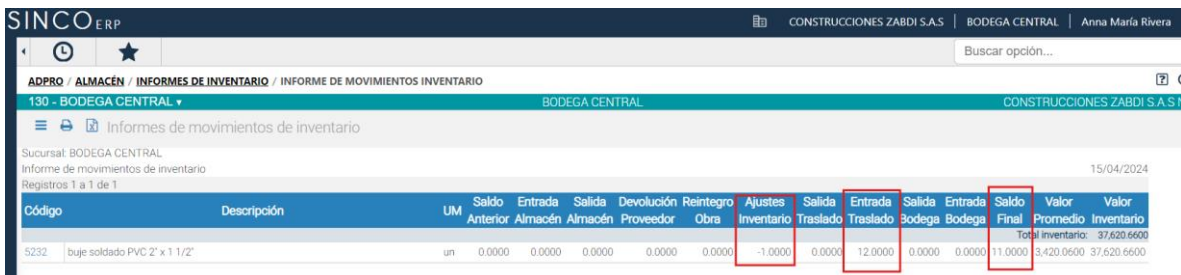 SINCO ERP
CONSTRUCCIONES ZABDI S.A.S | BODEGA CENTRAL | Anna María Rivera
Buscar opción...
ADPRO / ALMACÉN / INFORMES DE INVENTARIO / INFORME DE MOVIMIENTOS INVENTARIO
130 - BODEGA CENTRAL BODEGA CENTRAL CONSTRUCCIONES ZABDI S.A.S
Informes de movimientos de inventario
Sucursal: BODEGA CENTRAL
Informe de movimientos de inventario 15/04/2024
Registros 1 a 1 de 1
Código Descripción UM Saldo Anterior Entrada Almacén Salida Almacén Devolución Proveedor Reintegro Obra Ajustes Inventario Salida Traslado Entrada Traslado Salida Bodega Entrada Bodega Saldo Final Valor Promedio Valor Inventario
Total inventario: 37,620.6600
5232 buje soldado PVC 2" x 1 1/2" un 0.0000 0.0000 0.0000 0.0000 0.0000 -1.0000 0.0000 12.0000 0.0000 0.0000 11.0000 3,420.0600 37,620.6600